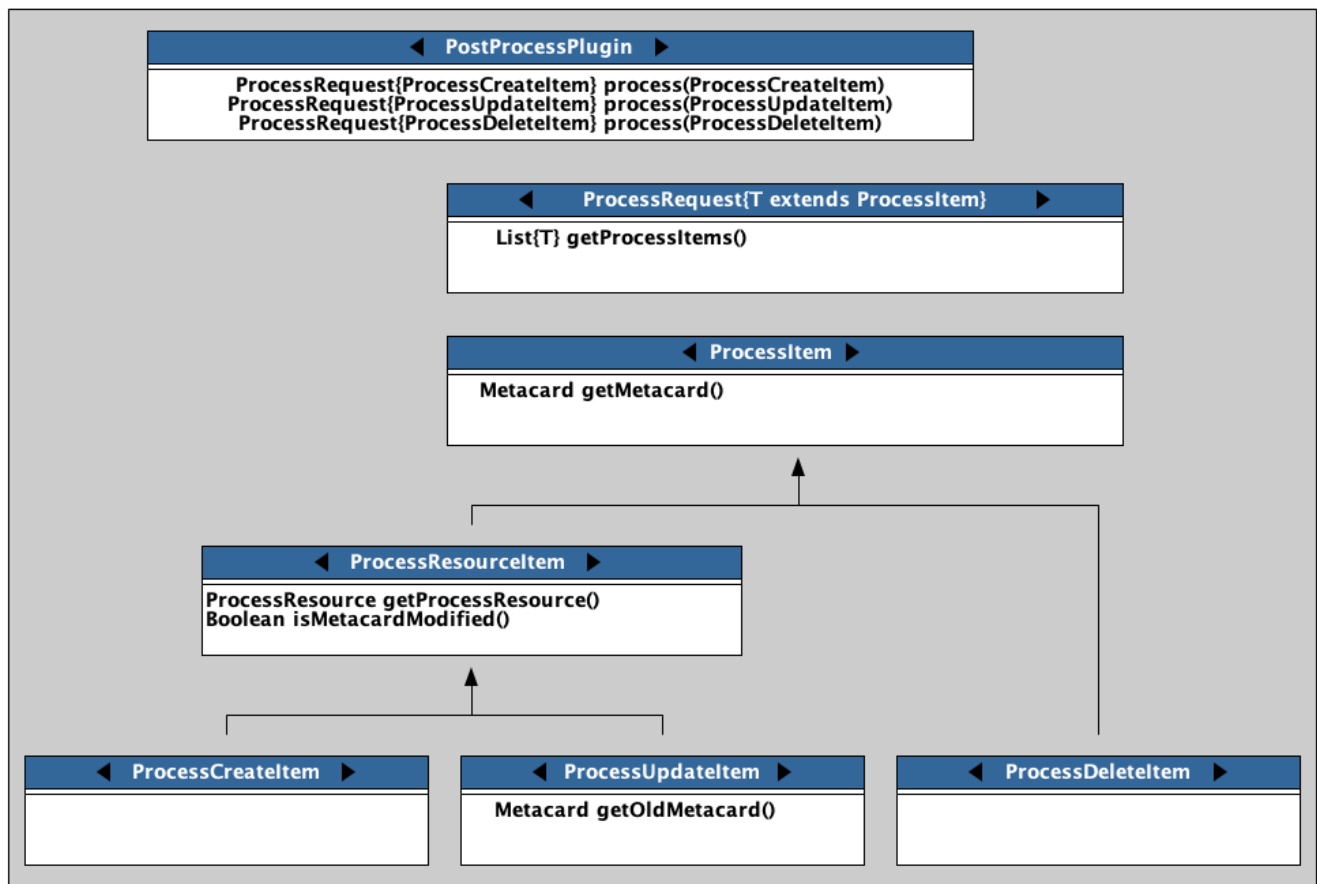 PostProcessPlugin
ProcessRequest{ProcessCreateItem} process(ProcessCreateItem)
ProcessRequest{ProcessUpdateItem} process(ProcessUpdateItem)
ProcessRequest{ProcessDeleteItem} process(ProcessDeleteItem)
ProcessRequest{T extends ProcessItem}
List{T} getProcessItems()
ProcessItem
Metacard getMetacard()
ProcessResourceItem
ProcessResource getProcessResource()
Boolean isMetacardModified()
ProcessCreateItem
ProcessUpdateItem
Metacard getOldMetacard()
ProcessDeleteItem